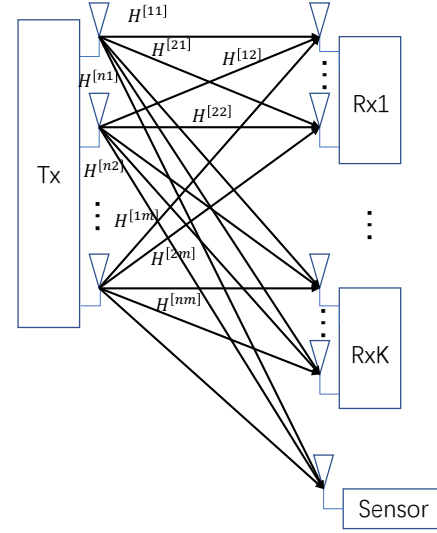 H^[11]
H^[21]
H^[12]
H^[n1]
Rx1
H^[22]
Tx
H^[n2]
H^[1m]
H^[2m]
H^[nm]
RxK
Sensor